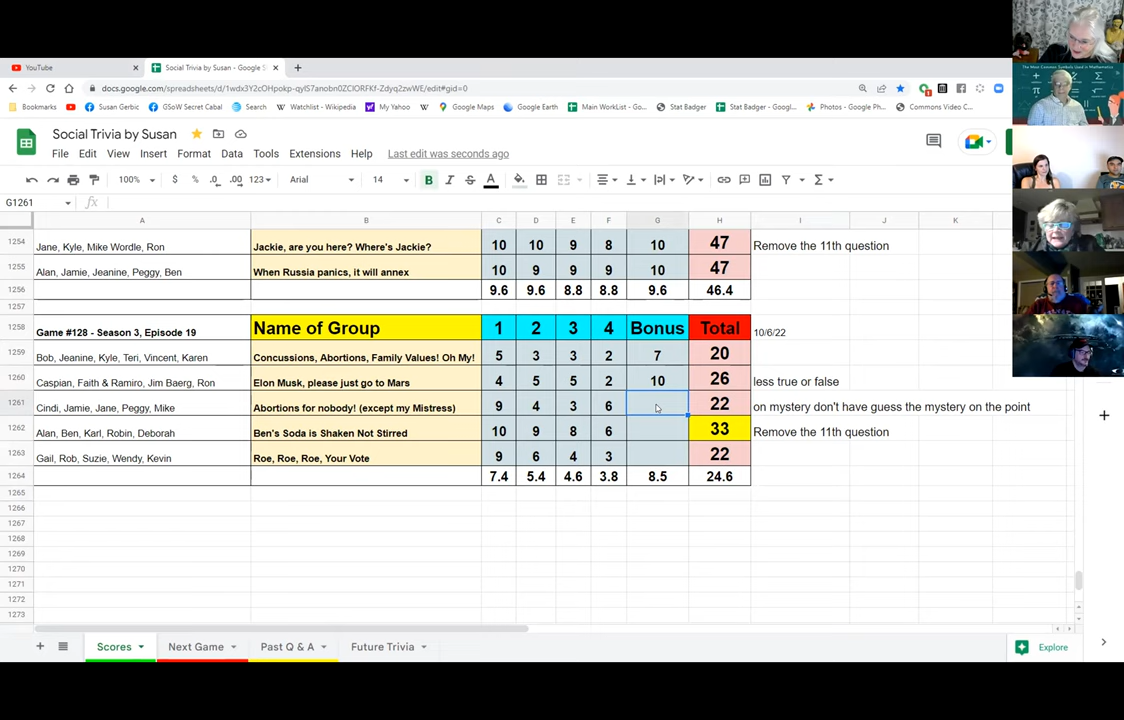 The Most Common Symbols Used in Mathematics
YouTube
Social Trivia by Susan - Google S
docs.google.com/spreadsheets/d/1wdx3Y2cOHpokp-qyIS7anobn0ZCIORFKf-Zdyq2zwWE/edit#gid=0
Bookmarks YouTube Susan Gerbic GSoW Secret Cabal Search Watchlist - Wikipedia My Yahoo Google Maps Google Earth Main WorkList - Go... Stat Badger Stat Badger - Googl... Photos - Google Ph... Commons Video C...
Social Trivia by Susan
File Edit View Insert Format Data Tools Extensions Help Last edit was seconds ago
100% $ % .0 .00 123 Arial 14 B I S A
G1261 fx
A B C D E F G H I J K
1254 Jane, Kyle, Mike Wordle, Ron Jackie, are you here? Where's Jackie? 10 10 9 8 10 47 Remove the 11th question
1255 Alan, Jamie, Jeanine, Peggy, Ben When Russia panics, it will annex 10 9 9 9 10 47
1256 9.6 9.6 8.8 8.8 9.6 46.4
1257
1258 Game #128 - Season 3, Episode 19 Name of Group 1 2 3 4 Bonus Total 10/6/22
1259 Bob, Jeanine, Kyle, Teri, Vincent, Karen Concussions, Abortions, Family Values! Oh My! 5 3 3 2 7 20
1260 Caspian, Faith & Ramiro, Jim Baerg, Ron Elon Musk, please just go to Mars 4 5 5 2 10 26 less true or false
1261 Cindi, Jamie, Jane, Peggy, Mike Abortions for nobody! (except my Mistress) 9 4 3 6 22 on mystery don't have guess the mystery on the point
1262 Alan, Ben, Karl, Robin, Deborah Ben's Soda is Shaken Not Stirred 10 9 8 6 33 Remove the 11th question
1263 Gail, Rob, Suzie, Wendy, Kevin Roe, Roe, Roe, Your Vote 9 6 4 3 22
1264 7.4 5.4 4.6 3.8 8.5 24.6
1265
1266
1267
1268
1269
1270
1271
1272
1273
Scores Next Game Past Q & A Future Trivia Explore